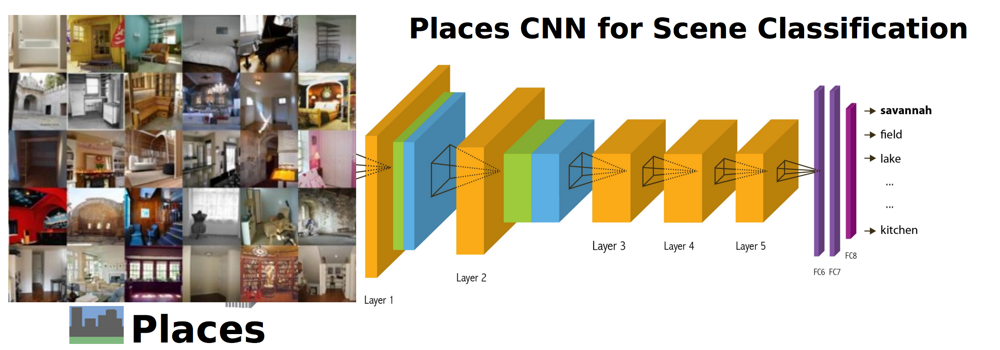 Places CNN for Scene Classification
savannah
field
lake
...
...
kitchen
Layer 1
Layer 2
Layer 3
Layer 4
Layer 5
FC6
FC7
FC8
Places